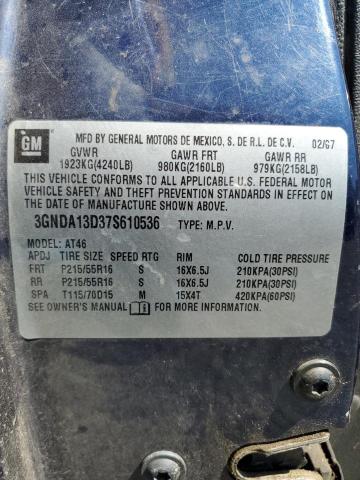 GM
MFD BY GENERAL MOTORS DE MEXICO, S. DE R.L. DE C.V. 02/07
GVWR GAWR FRT GAWR RR
1923KG(4240LB) 980KG(2160LB) 979KG(2158LB)
THIS VEHICLE CONFORMS TO ALL APPLICABLE U.S. FEDERAL MOTOR
VEHICLE SAFETY AND THEFT PREVENTION STANDARDS IN EFFECT ON
THE DATE OF MANUFACTURE SHOWN ABOVE.
3GNDA13D37S610536 TYPE: M.P.V.
MODEL: AT46
APDJ TIRE SIZE SPEED RTG RIM COLD TIRE PRESSURE
FRT P215/55R16 S 16X6.5J 210KPA(30PSI)
RR P215/55R16 S 16X6.5J 210KPA(30PSI)
SPA T115/70D15 M 15X4T 420KPA(60PSI)
SEE OWNER'S MANUAL FOR MORE INFORMATION.